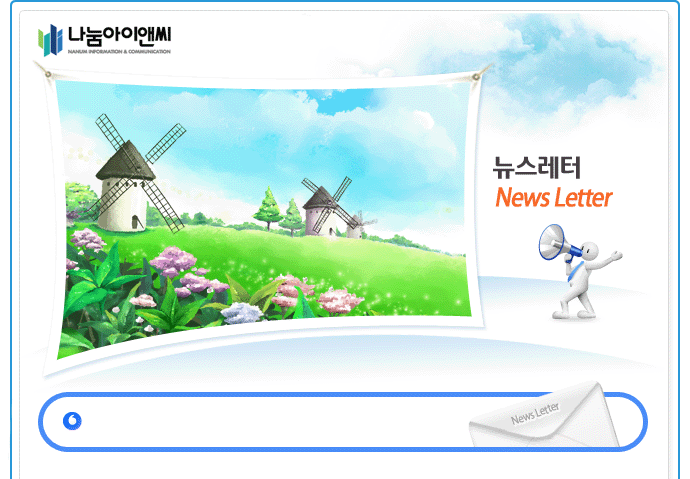 나눔아이앤씨
NANUM INFORMATION & COMMUNICATION
뉴스레터
News Letter
News Letter